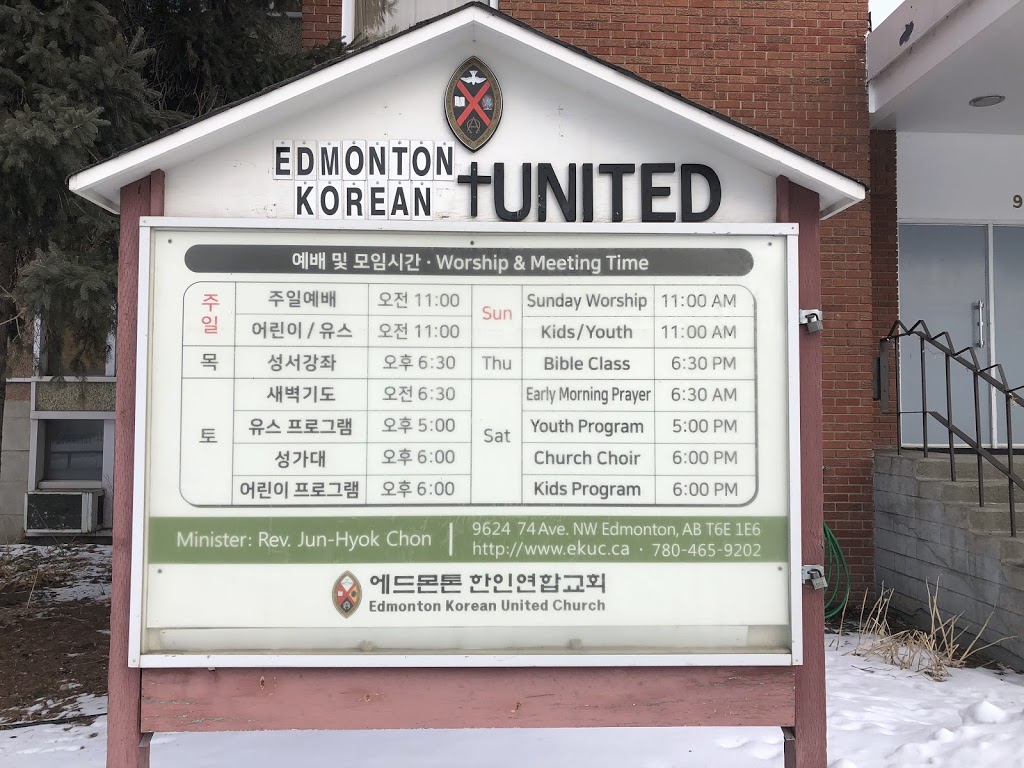 EDMONTON
KOREAN
UNITED
예배 및 모임시간 · Worship & Meeting Time
주일 주일예배 오전 11:00 Sun Sunday Worship 11:00 AM
어린이 / 유스 오전 11:00 Kids/Youth 11:00 AM
목 성서강좌 오후 6:30 Thu Bible Class 6:30 PM
토 새벽기도 오전 6:30 Sat Early Morning Prayer 6:30 AM
유스 프로그램 오후 5:00 Youth Program 5:00 PM
성가대 오후 6:00 Church Choir 6:00 PM
어린이 프로그램 오후 6:00 Kids Program 6:00 PM
Minister: Rev. Jun-Hyok Chon
9624 74 Ave. NW Edmonton, AB T6E 1E6
http://www.ekuc.ca · 780-465-9202
에드몬톤 한인연합교회
Edmonton Korean United Church
9